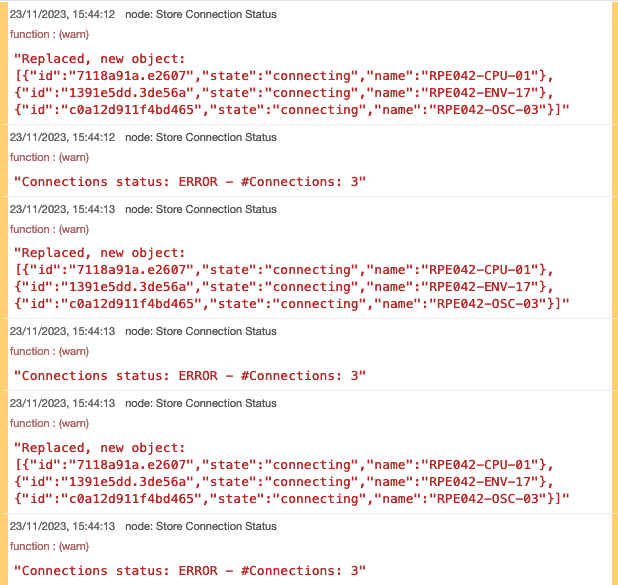 23/11/2023, 15:44:12 node: Store Connection Status
function : (warn)
"Replaced, new object:
[{"id":"7118a91a.e2607","state":"connecting","name":"RPE042-CPU-01"},
{"id":"1391e5dd.3de56a","state":"connecting","name":"RPE042-ENV-17"},
{"id":"c0a12d911f4bd465","state":"connecting","name":"RPE042-OSC-03"}]"
23/11/2023, 15:44:12 node: Store Connection Status
function : (warn)
"Connections status: ERROR - #Connections: 3"
23/11/2023, 15:44:13 node: Store Connection Status
function : (warn)
"Replaced, new object:
[{"id":"7118a91a.e2607","state":"connecting","name":"RPE042-CPU-01"},
{"id":"1391e5dd.3de56a","state":"connecting","name":"RPE042-ENV-17"},
{"id":"c0a12d911f4bd465","state":"connecting","name":"RPE042-OSC-03"}]"
23/11/2023, 15:44:13 node: Store Connection Status
function : (warn)
"Connections status: ERROR - #Connections: 3"
23/11/2023, 15:44:13 node: Store Connection Status
function : (warn)
"Replaced, new object:
[{"id":"7118a91a.e2607","state":"connecting","name":"RPE042-CPU-01"},
{"id":"1391e5dd.3de56a","state":"connecting","name":"RPE042-ENV-17"},
{"id":"c0a12d911f4bd465","state":"connecting","name":"RPE042-OSC-03"}]"
23/11/2023, 15:44:13 node: Store Connection Status
function : (warn)
"Connections status: ERROR - #Connections: 3"